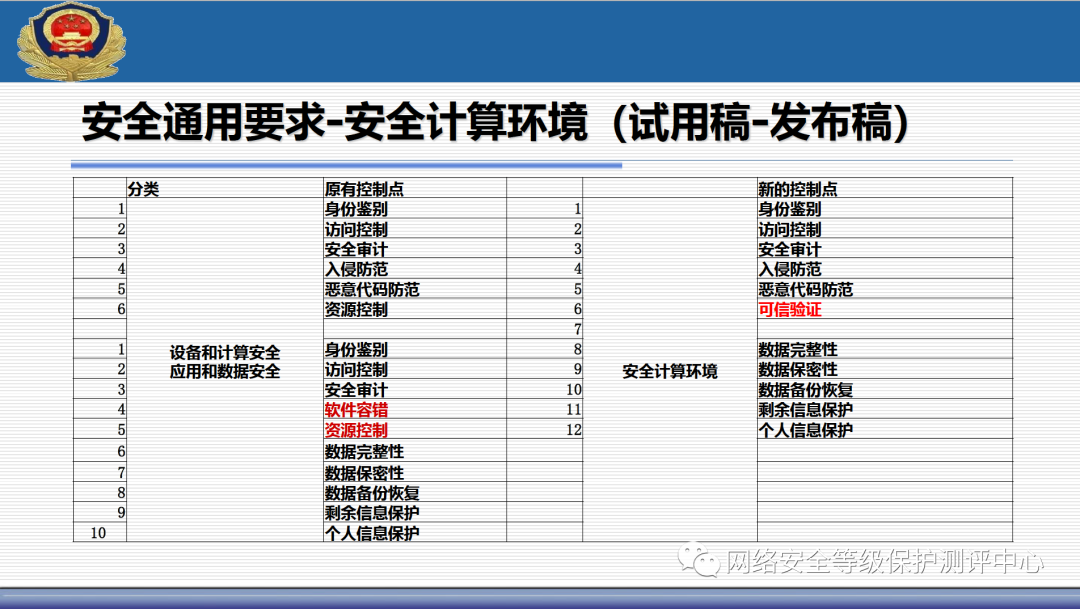 安全通用要求-安全计算环境（试用稿-发布稿）
分类 原有控制点 新的控制点
1 身份鉴别 1 身份鉴别
2 访问控制 2 访问控制
3 安全审计 3 安全审计
4 入侵防范 4 入侵防范
5 恶意代码防范 5 恶意代码防范
6 资源控制 6 可信验证
7
1 设备和计算安全 身份鉴别 8 数据完整性
2 应用和数据安全 访问控制 9 安全计算环境 数据保密性
3 安全审计 10 数据备份恢复
4 软件容错 11 剩余信息保护
5 资源控制 12 个人信息保护
6 数据完整性
7 数据保密性
8 数据备份恢复
9 剩余信息保护
10 个人信息保护
网络安全等级保护测评中心